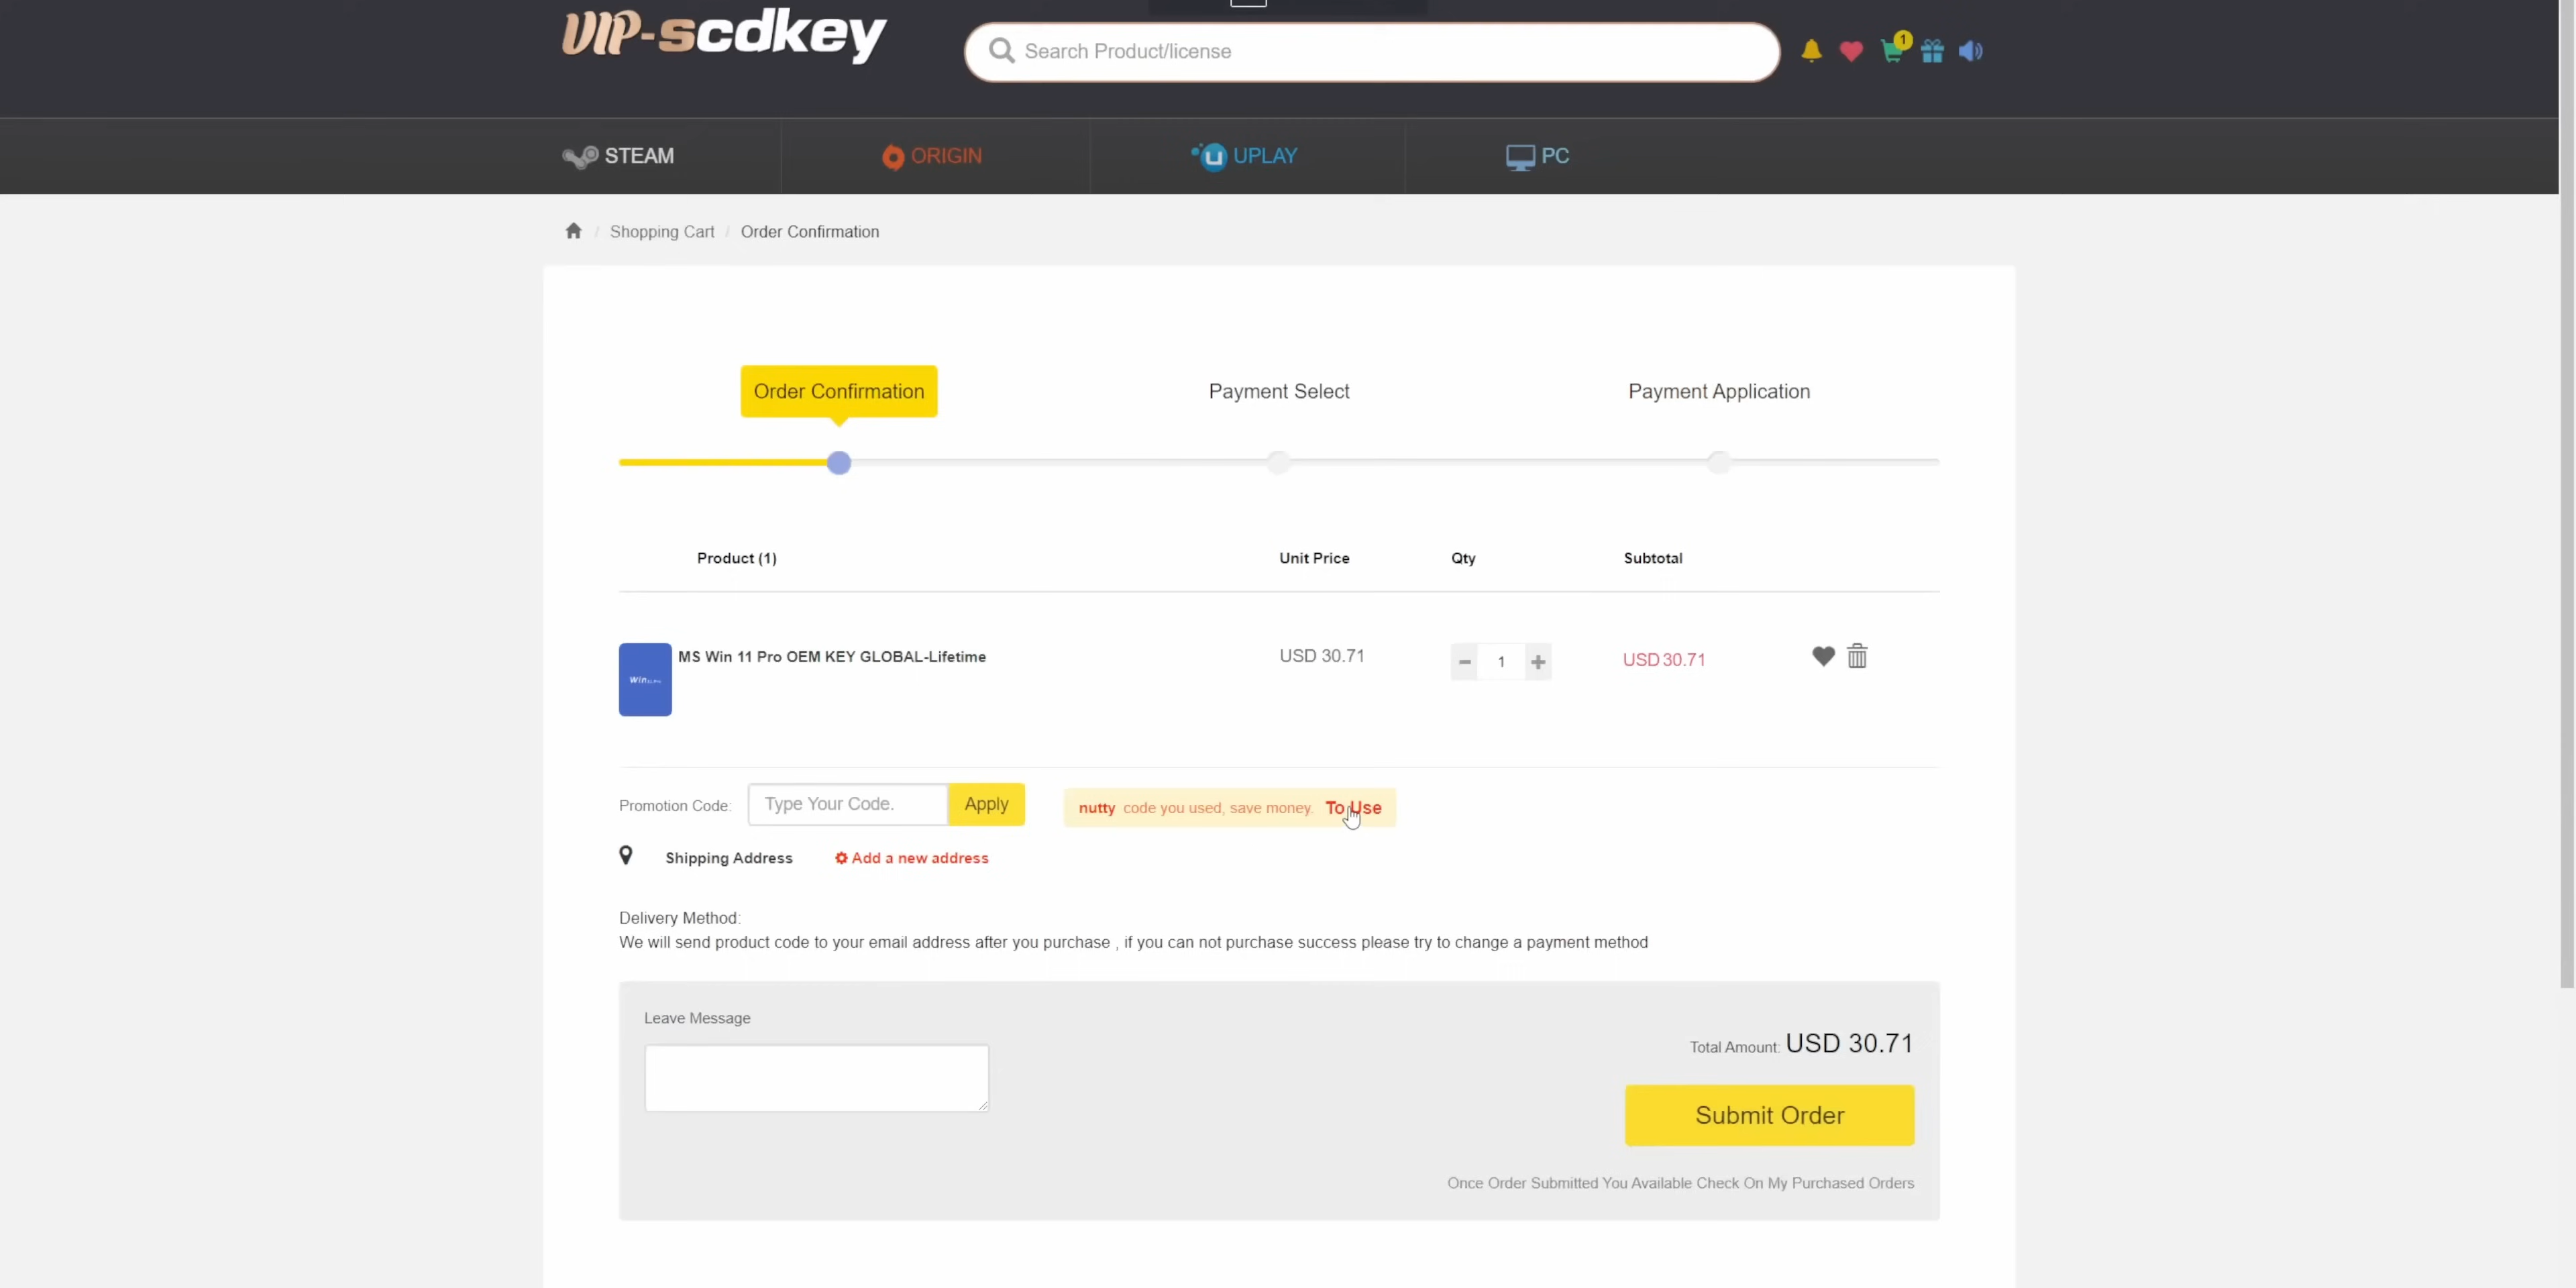 VIP-scdkey
Search Product/license
1
STEAM
ORIGIN
UPLAY
PC
/ Shopping Cart / Order Confirmation
Order Confirmation
Payment Select
Payment Application
Product (1)
Unit Price
Qty
Subtotal
Win
MS Win 11 Pro OEM KEY GLOBAL-Lifetime
USD 30.71
− 1 +
USD 30.71
Promotion Code:
Type Your Code.
Apply
nutty code you used, save money. To Use
Shipping Address
Add a new address
Delivery Method:
We will send product code to your email address after you purchase , if you can not purchase success please try to change a payment method
Leave Message
Total Amount: USD 30.71
Submit Order
Once Order Submitted You Available Check On My Purchased Orders